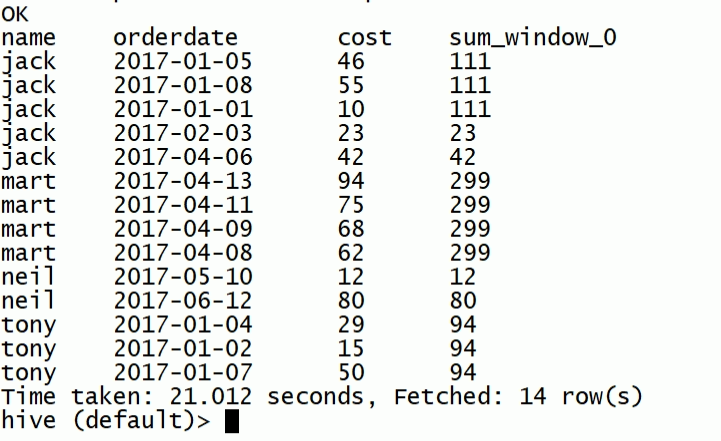 OK
name orderdate cost sum_window_0
jack 2017-01-05 46 111
jack 2017-01-08 55 111
jack 2017-01-01 10 111
jack 2017-02-03 23 23
jack 2017-04-06 42 42
mart 2017-04-13 94 299
mart 2017-04-11 75 299
mart 2017-04-09 68 299
mart 2017-04-08 62 299
neil 2017-05-10 12 12
neil 2017-06-12 80 80
tony 2017-01-04 29 94
tony 2017-01-02 15 94
tony 2017-01-07 50 94
Time taken: 21.012 seconds, Fetched: 14 row(s)
hive (default)>